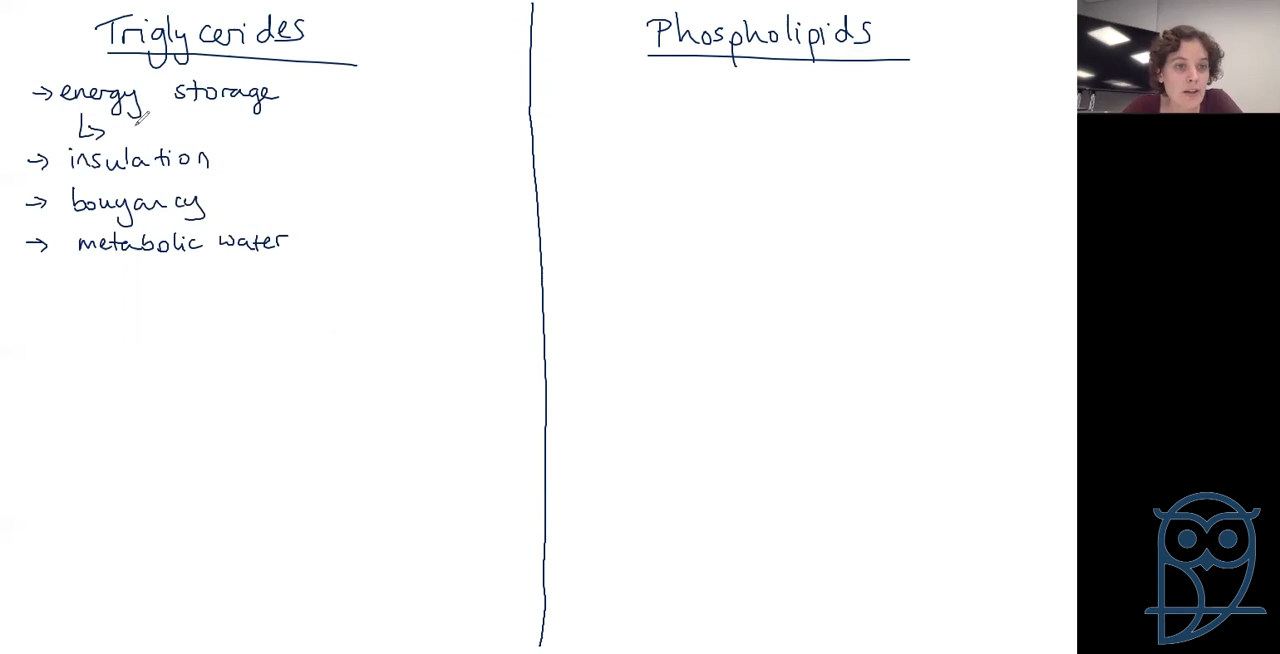 Triglycerides
→ energy storage
↳
→ insulation
→ bouyancy
→ metabolic water
Phospholipids